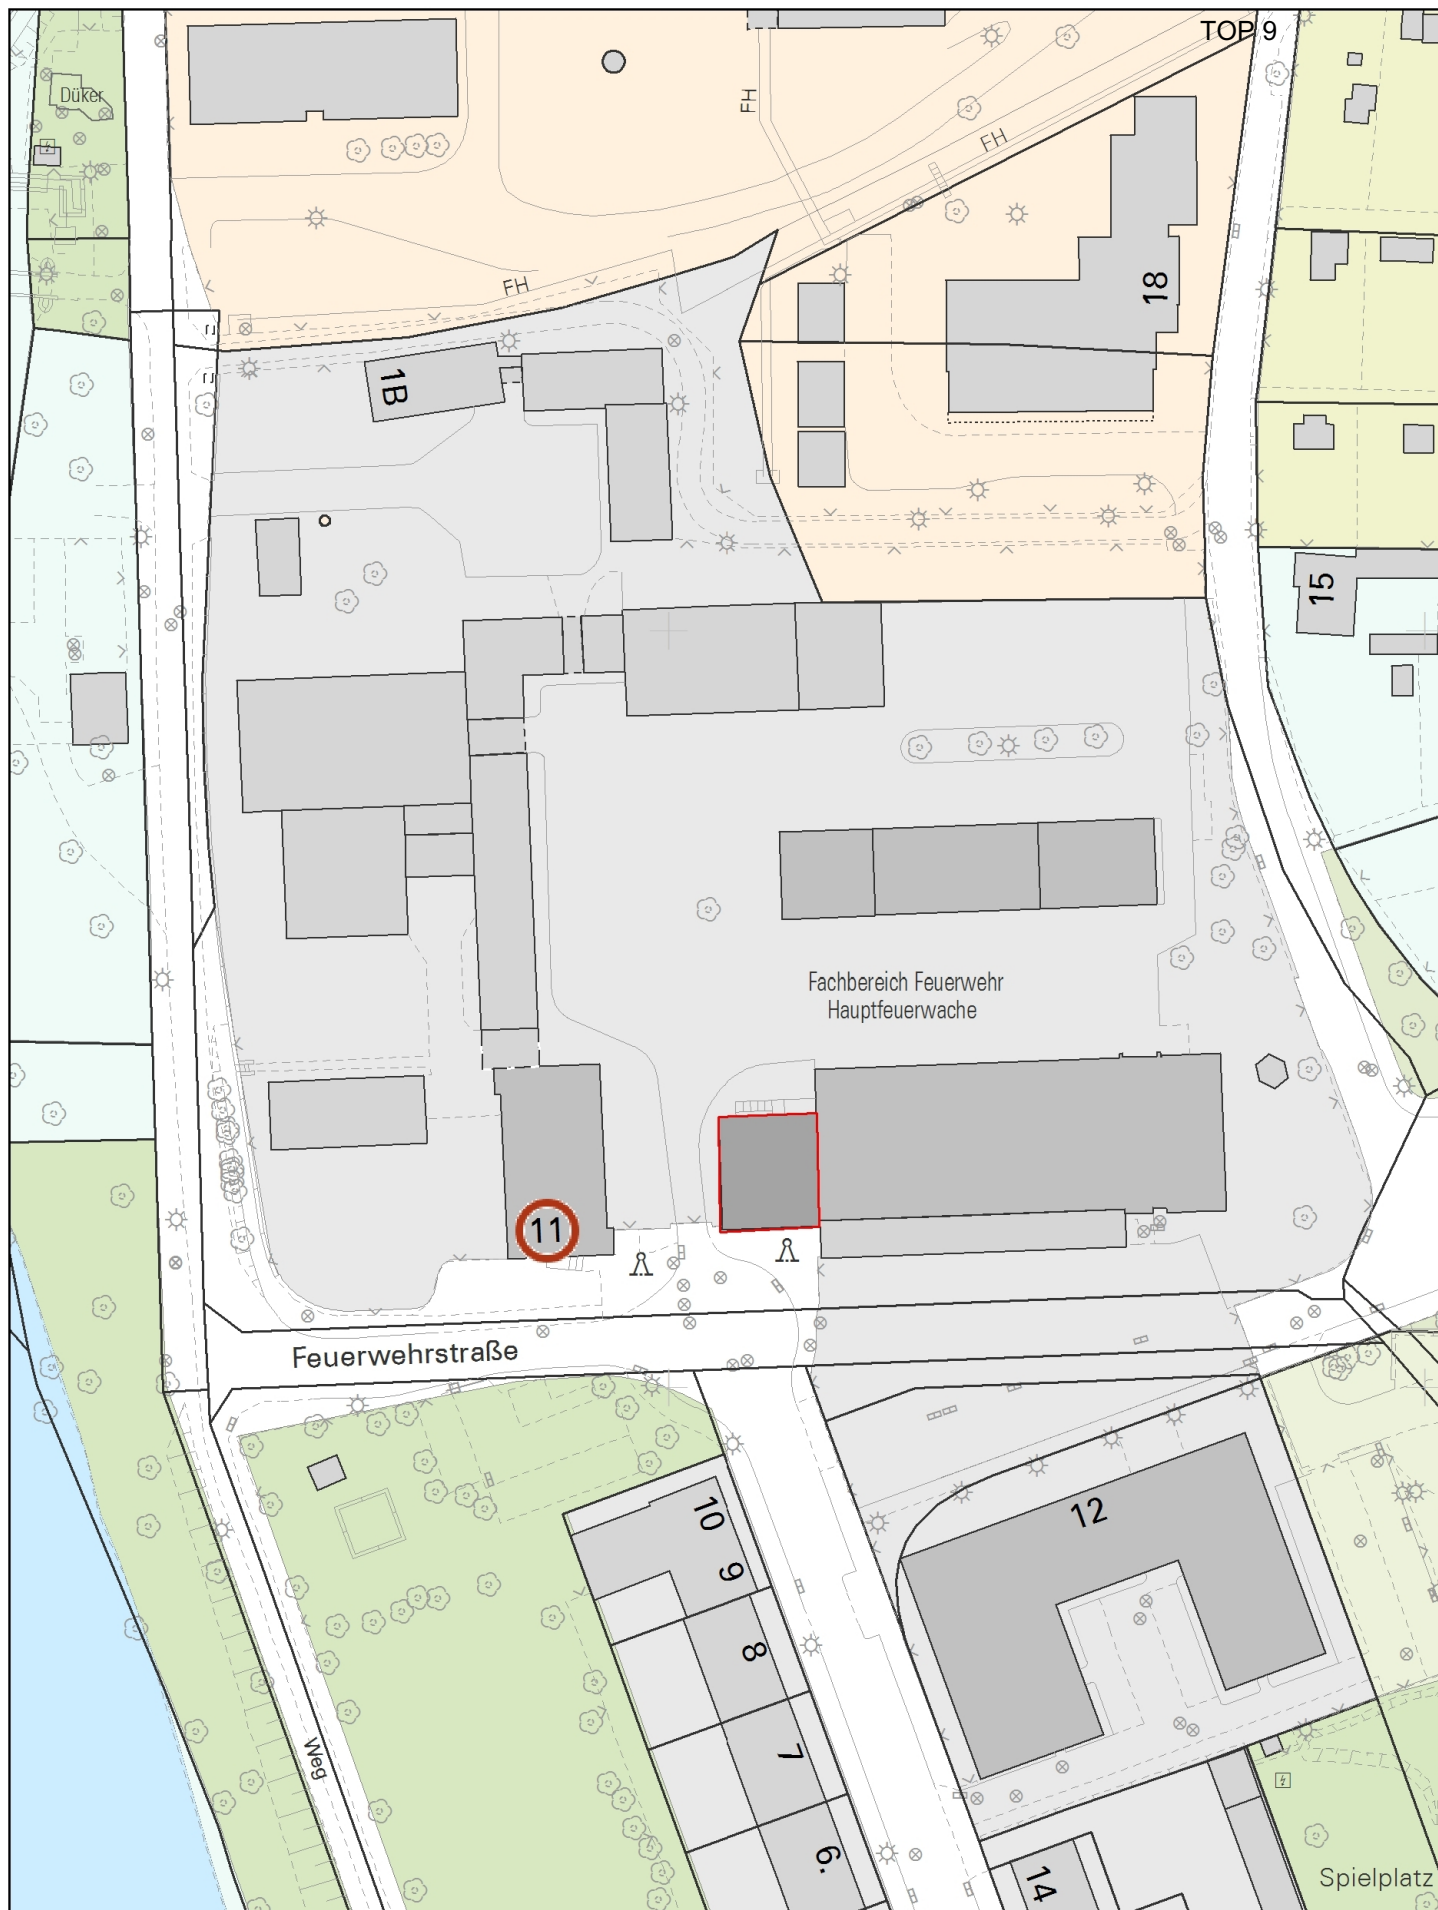 TOP 9
Düker
FH
FH
FH
18
1B
15
Fachbereich Feuerwehr
Hauptfeuerwache
11
Feuerwehrstraße
10
9
12
8
7
Weg
6.
14
Spielplatz